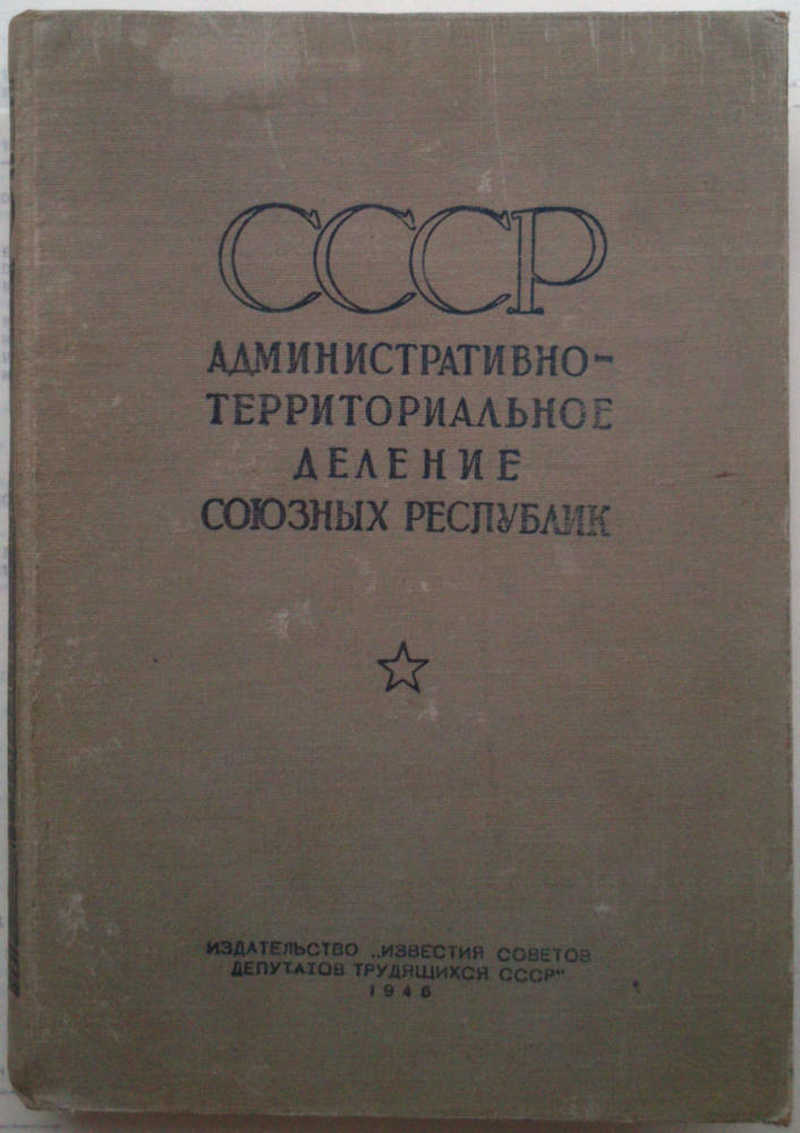 СССР
АДМИНИСТРАТИВНО-
ТЕРРИТОРИАЛЬНОЕ
ДЕЛЕНИЕ
СОЮЗНЫХ РЕСПУБЛИК
ИЗДАТЕЛЬСТВО „ИЗВЕСТИЯ СОВЕТОВ
ДЕПУТАТОВ ТРУДЯЩИХСЯ СССР"
1946